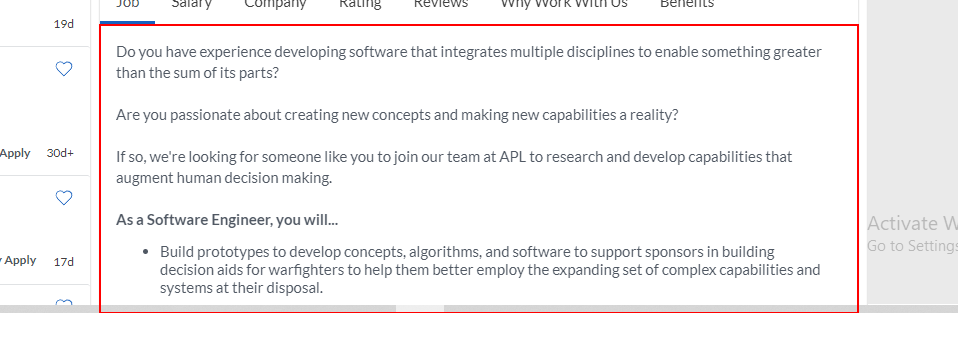 Job Salary Company Rating Reviews Why Work With Us Benefits
19d
Do you have experience developing software that integrates multiple disciplines to enable something greater
than the sum of its parts?
Are you passionate about creating new concepts and making new capabilities a reality?
Apply 30d+
If so, we're looking for someone like you to join our team at APL to research and develop capabilities that
augment human decision making.
As a Software Engineer, you will...
Activate W
Go to Settings
• Build prototypes to develop concepts, algorithms, and software to support sponsors in building
decision aids for warfighters to help them better employ the expanding set of complex capabilities and
systems at their disposal.
y Apply 17d